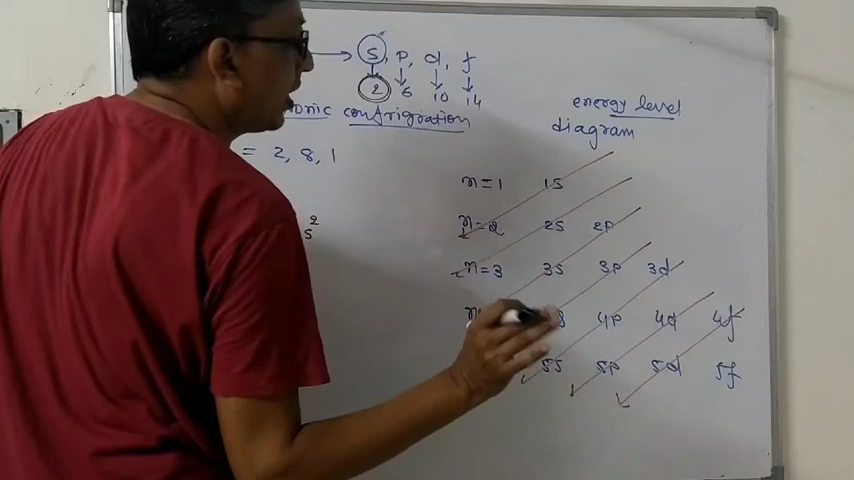 s, p, d, f
2 6 10 14
configration
= 2, 8, 1
s²
energy level
diagram
n=1 1s
n=2 2s 2p
n=3 3s 3p 3d
4p 4d 4f
5s 5p 5d 5f